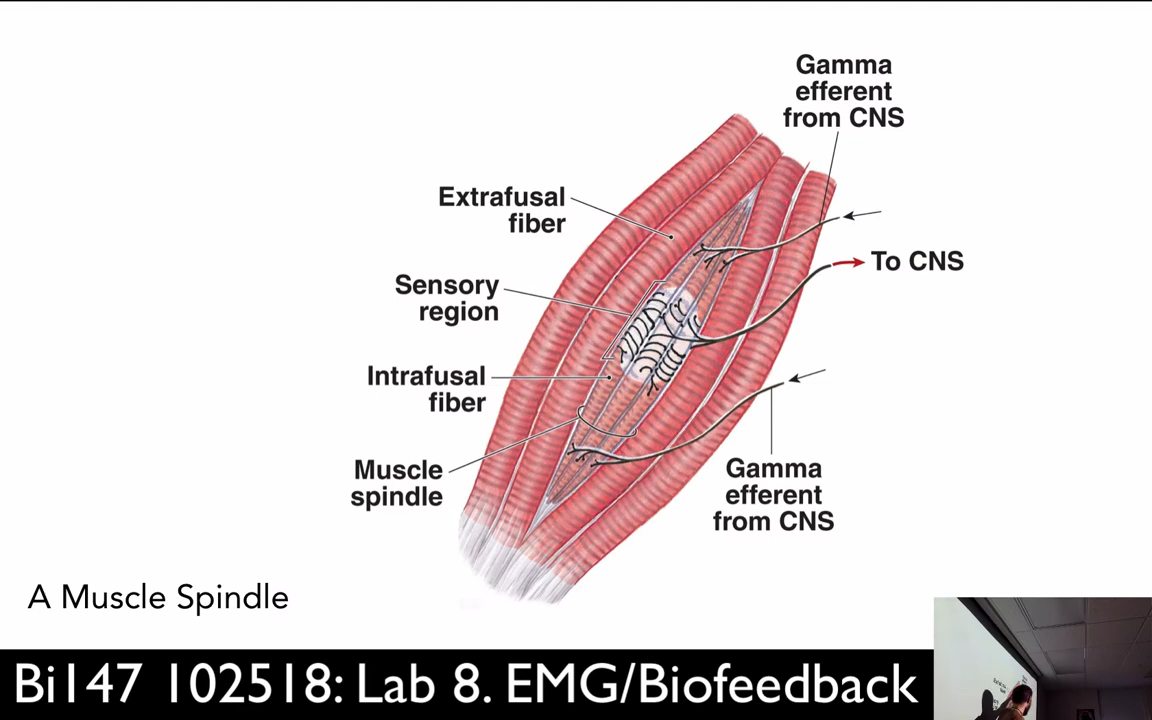 Gamma
efferent
from CNS
Extrafusal
fiber
To CNS
Sensory
region
Intrafusal
fiber
Muscle
spindle
Gamma
efferent
from CNS
A Muscle Spindle
Bi147 102518: Lab 8. EMG/Biofeedback